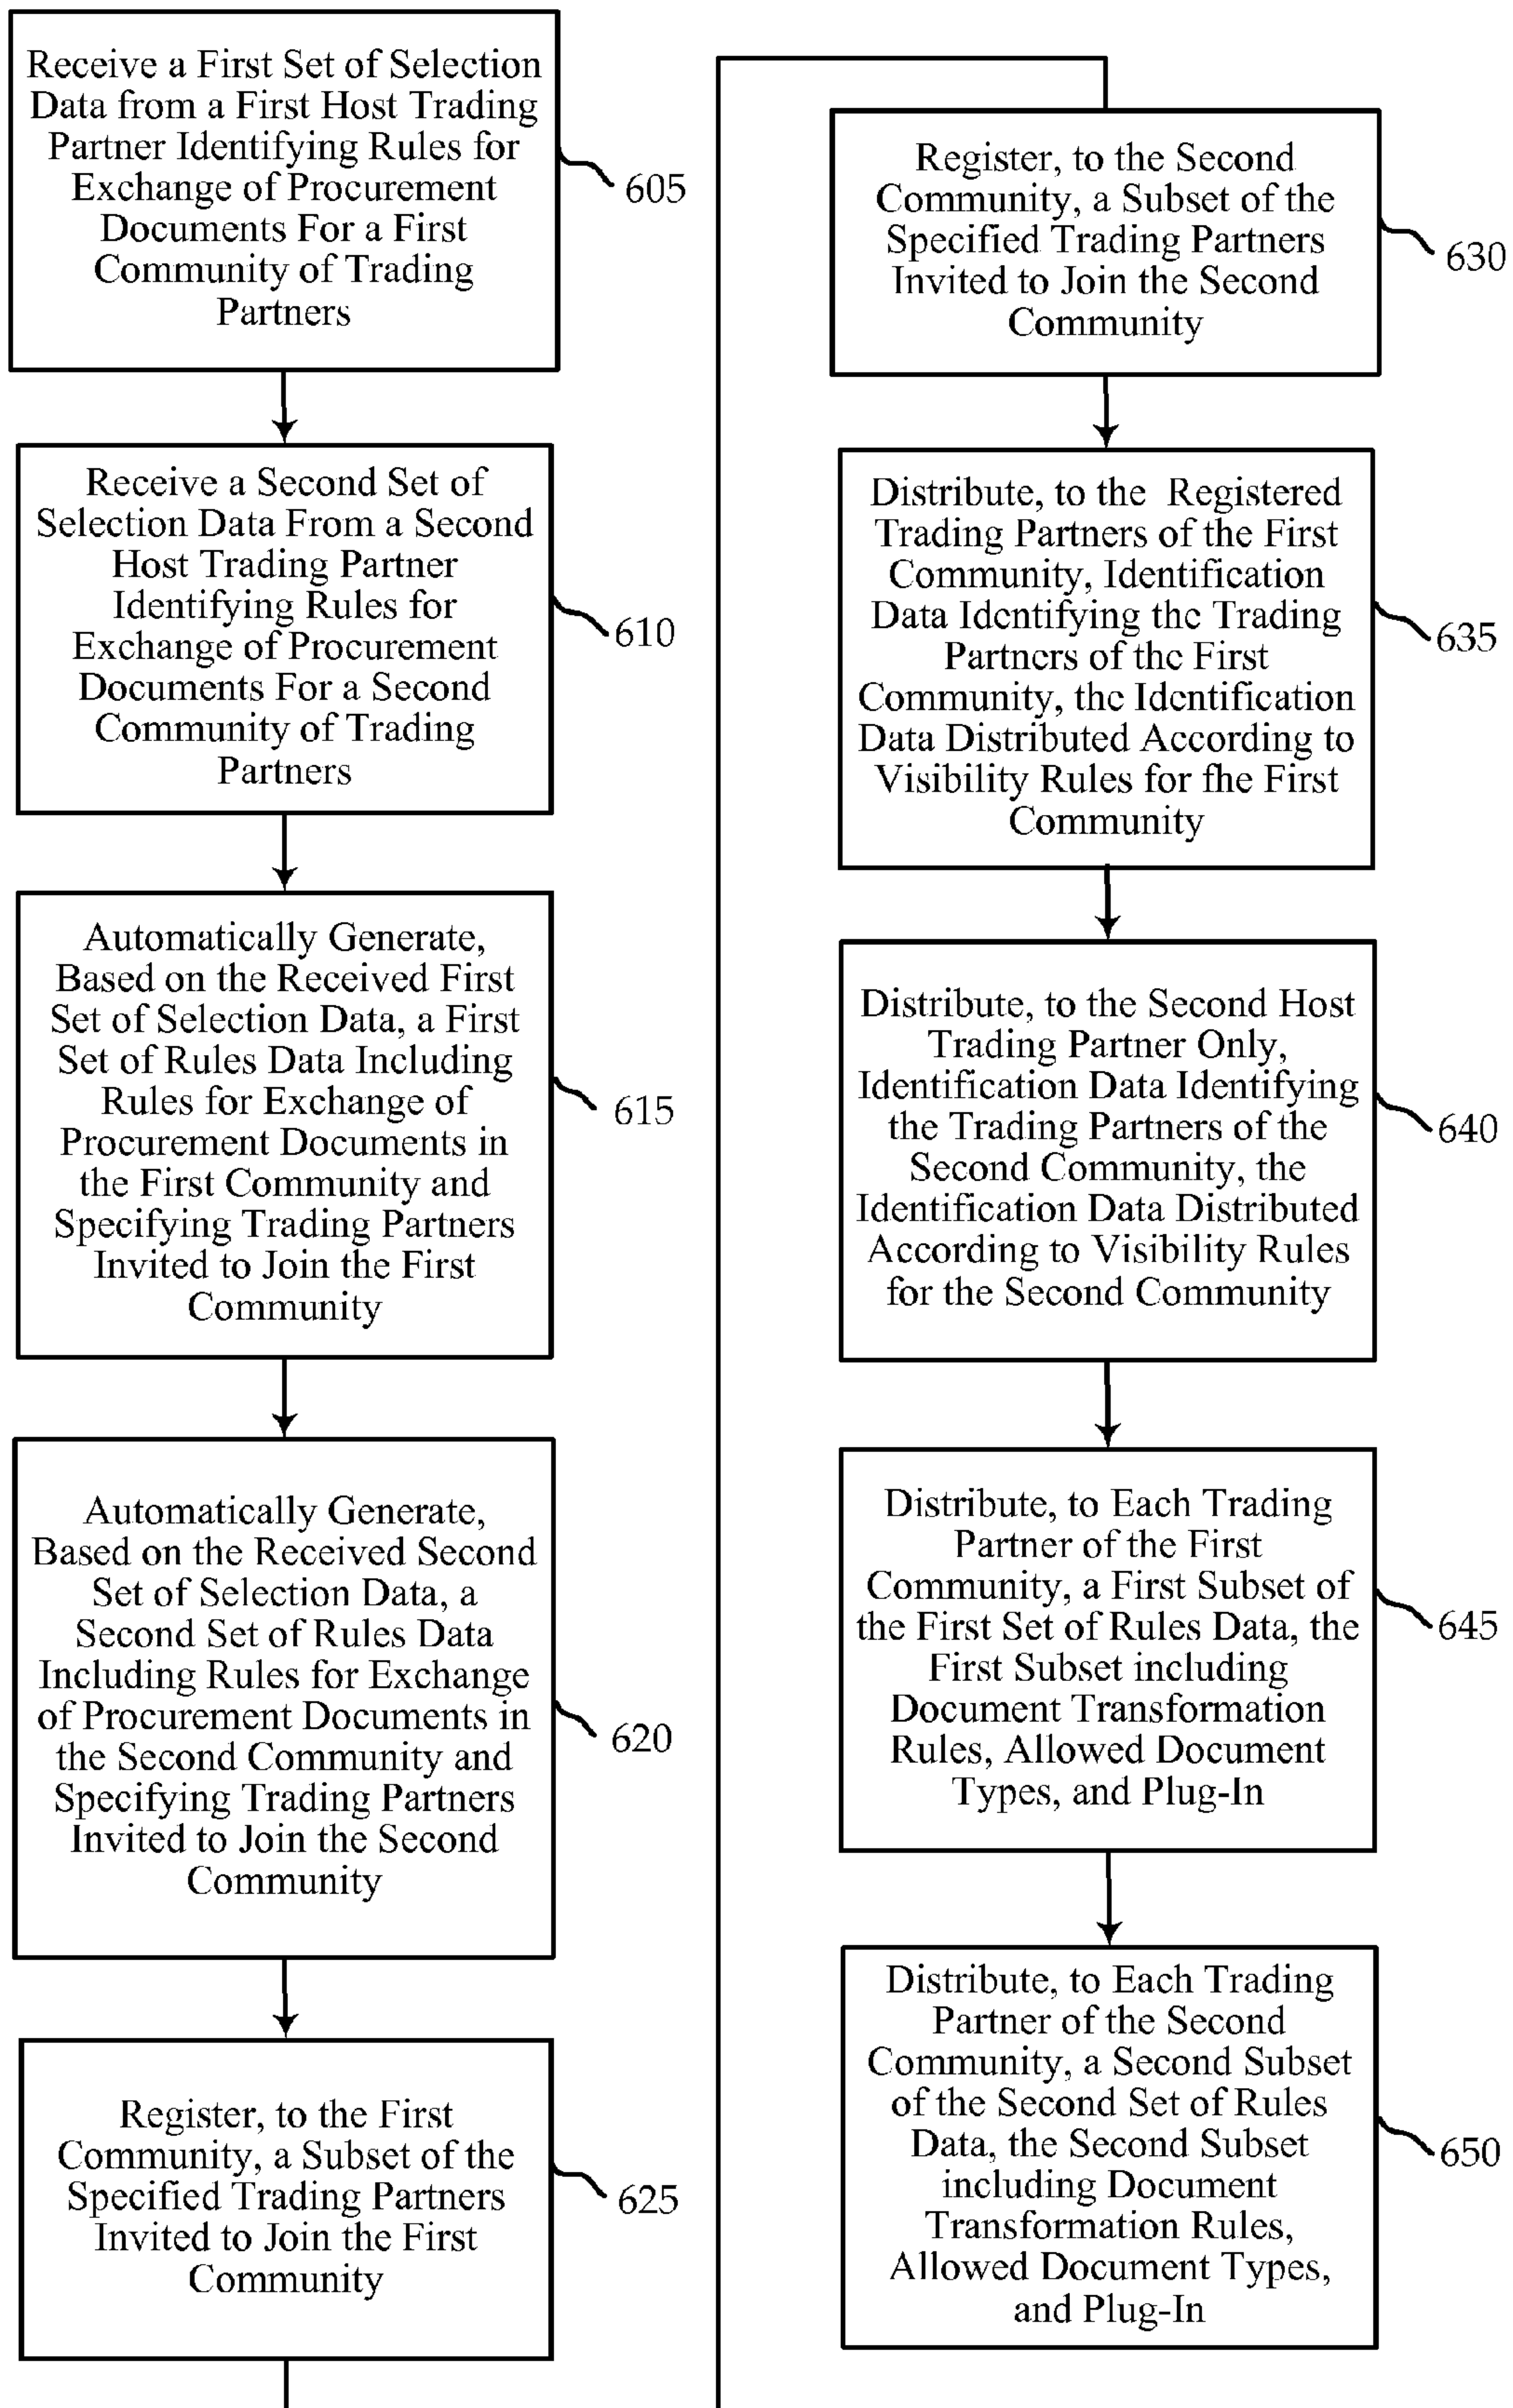 Receive a First Set of Selection
Data from a First Host Trading
Partner Identifying Rules for
Exchange of Procurement
Documents For a First
Community of Trading
Partners
605
Receive a Second Set of
Selection Data From a Second
Host Trading Partner
Identifying Rules for
Exchange of Procurement
Documents For a Second
Community of Trading
Partners
610
Automatically Generate,
Based on the Received First
Set of Selection Data, a First
Set of Rules Data Including
Rules for Exchange of
Procurement Documents in
the First Community and
Specifying Trading Partners
Invited to Join the First
Community
615
Automatically Generate,
Based on the Received Second
Set of Selection Data, a
Second Set of Rules Data
Including Rules for Exchange
of Procurement Documents in
the Second Community and
Specifying Trading Partners
Invited to Join the Second
Community
620
Register, to the First
Community, a Subset of the
Specified Trading Partners
Invited to Join the First
Community
625
Register, to the Second
Community, a Subset of the
Specified Trading Partners
Invited to Join the Second
Community
630
Distribute, to the Registered
Trading Partners of the First
Community, Identification
Data Identifying the Trading
Partners of the First
Community, the Identification
Data Distributed According to
Visibility Rules for fhe First
Community
635
Distribute, to the Second Host
Trading Partner Only,
Identification Data Identifying
the Trading Partners of the
Second Community, the
Identification Data Distributed
According to Visibility Rules
for the Second Community
640
Distribute, to Each Trading
Partner of the First
Community, a First Subset of
the First Set of Rules Data, the
First Subset including
Document Transformation
Rules, Allowed Document
Types, and Plug-In
645
Distribute, to Each Trading
Partner of the Second
Community, a Second Subset
of the Second Set of Rules
Data, the Second Subset
including Document
Transformation Rules,
Allowed Document Types,
and Plug-In
650